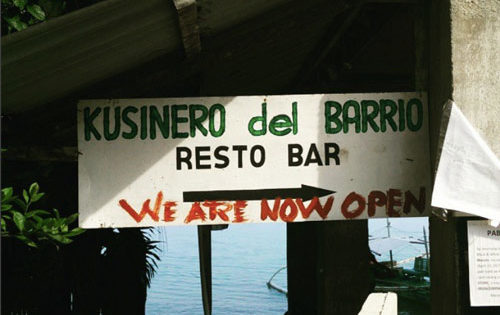 KUSINERO del BARRIO
RESTO BAR
WE ARE NOW OPEN